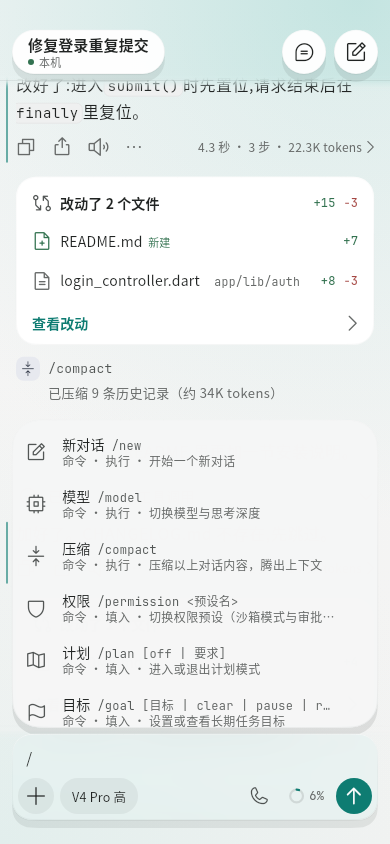 修复登录重复提交
本机
改好了:进入 submit() 时先置位,请求结束后在
finally 里复位。
4.3 秒 · 3 步 · 22.3K tokens
改动了 2 个文件 +15 -3
README.md 新建 +7
login_controller.dart app/lib/auth +8 -3
查看改动
/compact
已压缩 9 条历史记录（约 34K tokens）
新对话 /new
命令 · 执行 · 开始一个新对话
模型 /model
命令 · 执行 · 切换模型与思考深度
压缩 /compact
命令 · 执行 · 压缩以上对话内容，腾出上下文
权限 /permission <预设名>
命令 · 填入 · 切换权限预设（沙箱模式与审批…
计划 /plan [off | 要求]
命令 · 填入 · 进入或退出计划模式
目标 /goal [目标 | clear | pause | r…
命令 · 填入 · 设置或查看长期任务目标
/
V4 Pro 高
6%